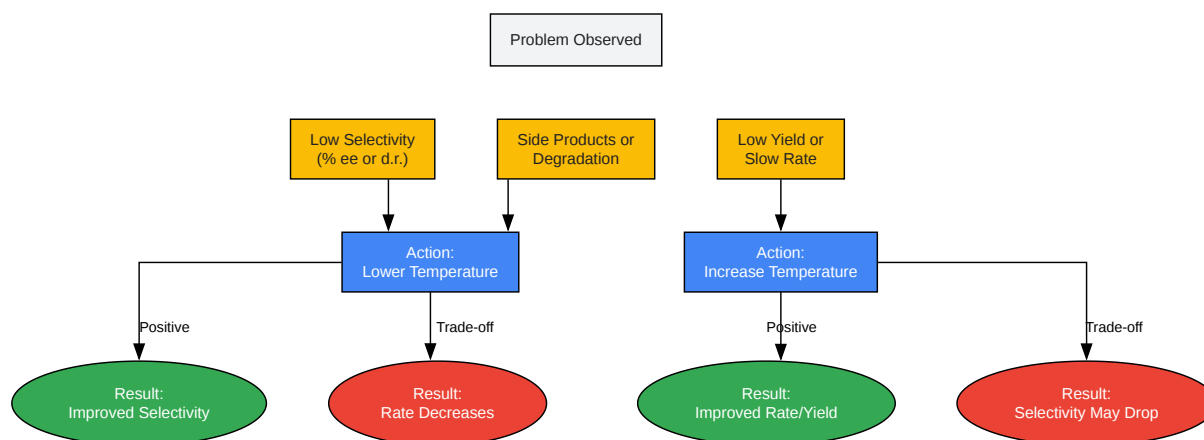 Problem Observed
Low Selectivity
(% ee or d.r.)
Side Products or
Degradation
Low Yield or
Slow Rate
Action:
Lower Temperature
Action:
Increase Temperature
Positive
Trade-off
Positive
Trade-off
Result:
Improved Selectivity
Result:
Rate Decreases
Result:
Improved Rate/Yield
Result:
Selectivity May Drop